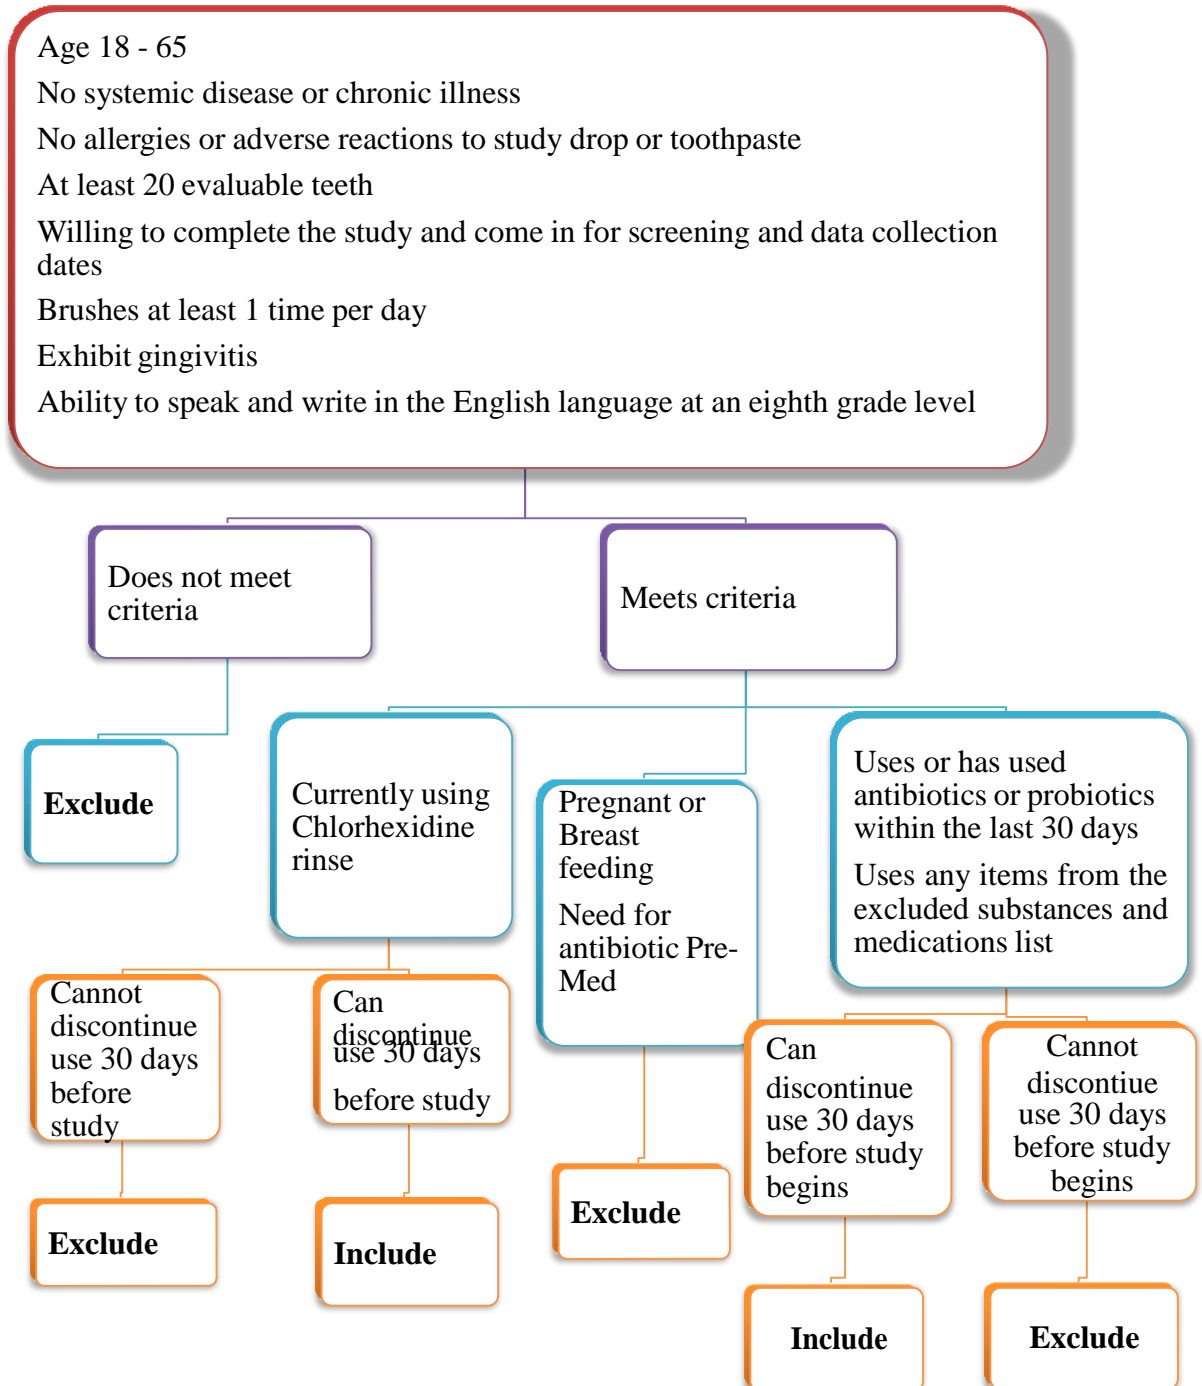 Age 18 - 65
No systemic disease or chronic illness
No allergies or adverse reactions to study drop or toothpaste
At least 20 evaluable teeth
Willing to complete the study and come in for screening and data collection
dates
Brushes at least 1 time per day
Exhibit gingivitis
Ability to speak and write in the English language at an eighth grade level
Does not meet
criteria
Meets criteria
Exclude
Currently using
Chlorhexidine
rinse
Pregnant or
Breast
feeding
Need for
antibiotic Pre-
Med
Uses or has used
antibiotics or probiotics
within the last 30 days
Uses any items from the
excluded substances and
medications list
Cannot
discontinue
use 30 days
before
study
Can
discontinue
use 30 days
before study
Can
discontinue
use 30 days
before study
begins
Cannot
discontiue
use 30 days
before study
begins
Exclude
Include
Exclude
Include
Exclude